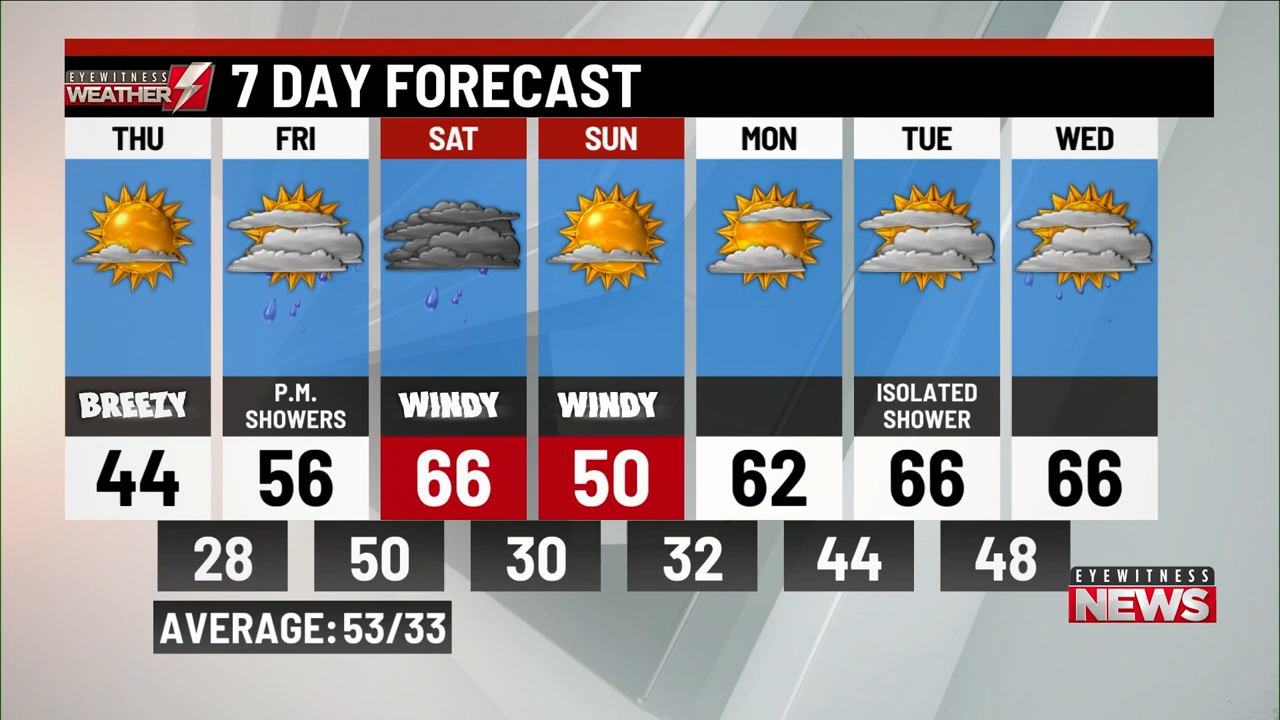 EYEWITNESS
WEATHER
7 DAY FORECAST
THU FRI SAT SUN MON TUE WED
BREEZY
P.M.
SHOWERS
WINDY
WINDY
ISOLATED
SHOWER
44 56 66 50 62 66 66
28 50 30 32 44 48
EYEWITNESS
NEWS
AVERAGE: 53/33